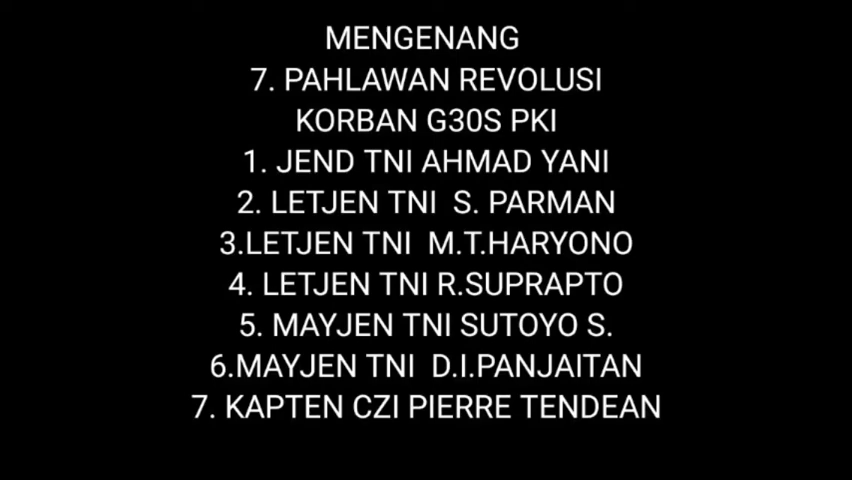 MENGENANG
7. PAHLAWAN REVOLUSI
KORBAN G30S PKI
1. JEND TNI AHMAD YANI
2. LETJEN TNI S. PARMAN
3.LETJEN TNI M.T.HARYONO
4. LETJEN TNI R.SUPRAPTO
5. MAYJEN TNI SUTOYO S.
6.MAYJEN TNI D.I.PANJAITAN
7. KAPTEN CZI PIERRE TENDEAN